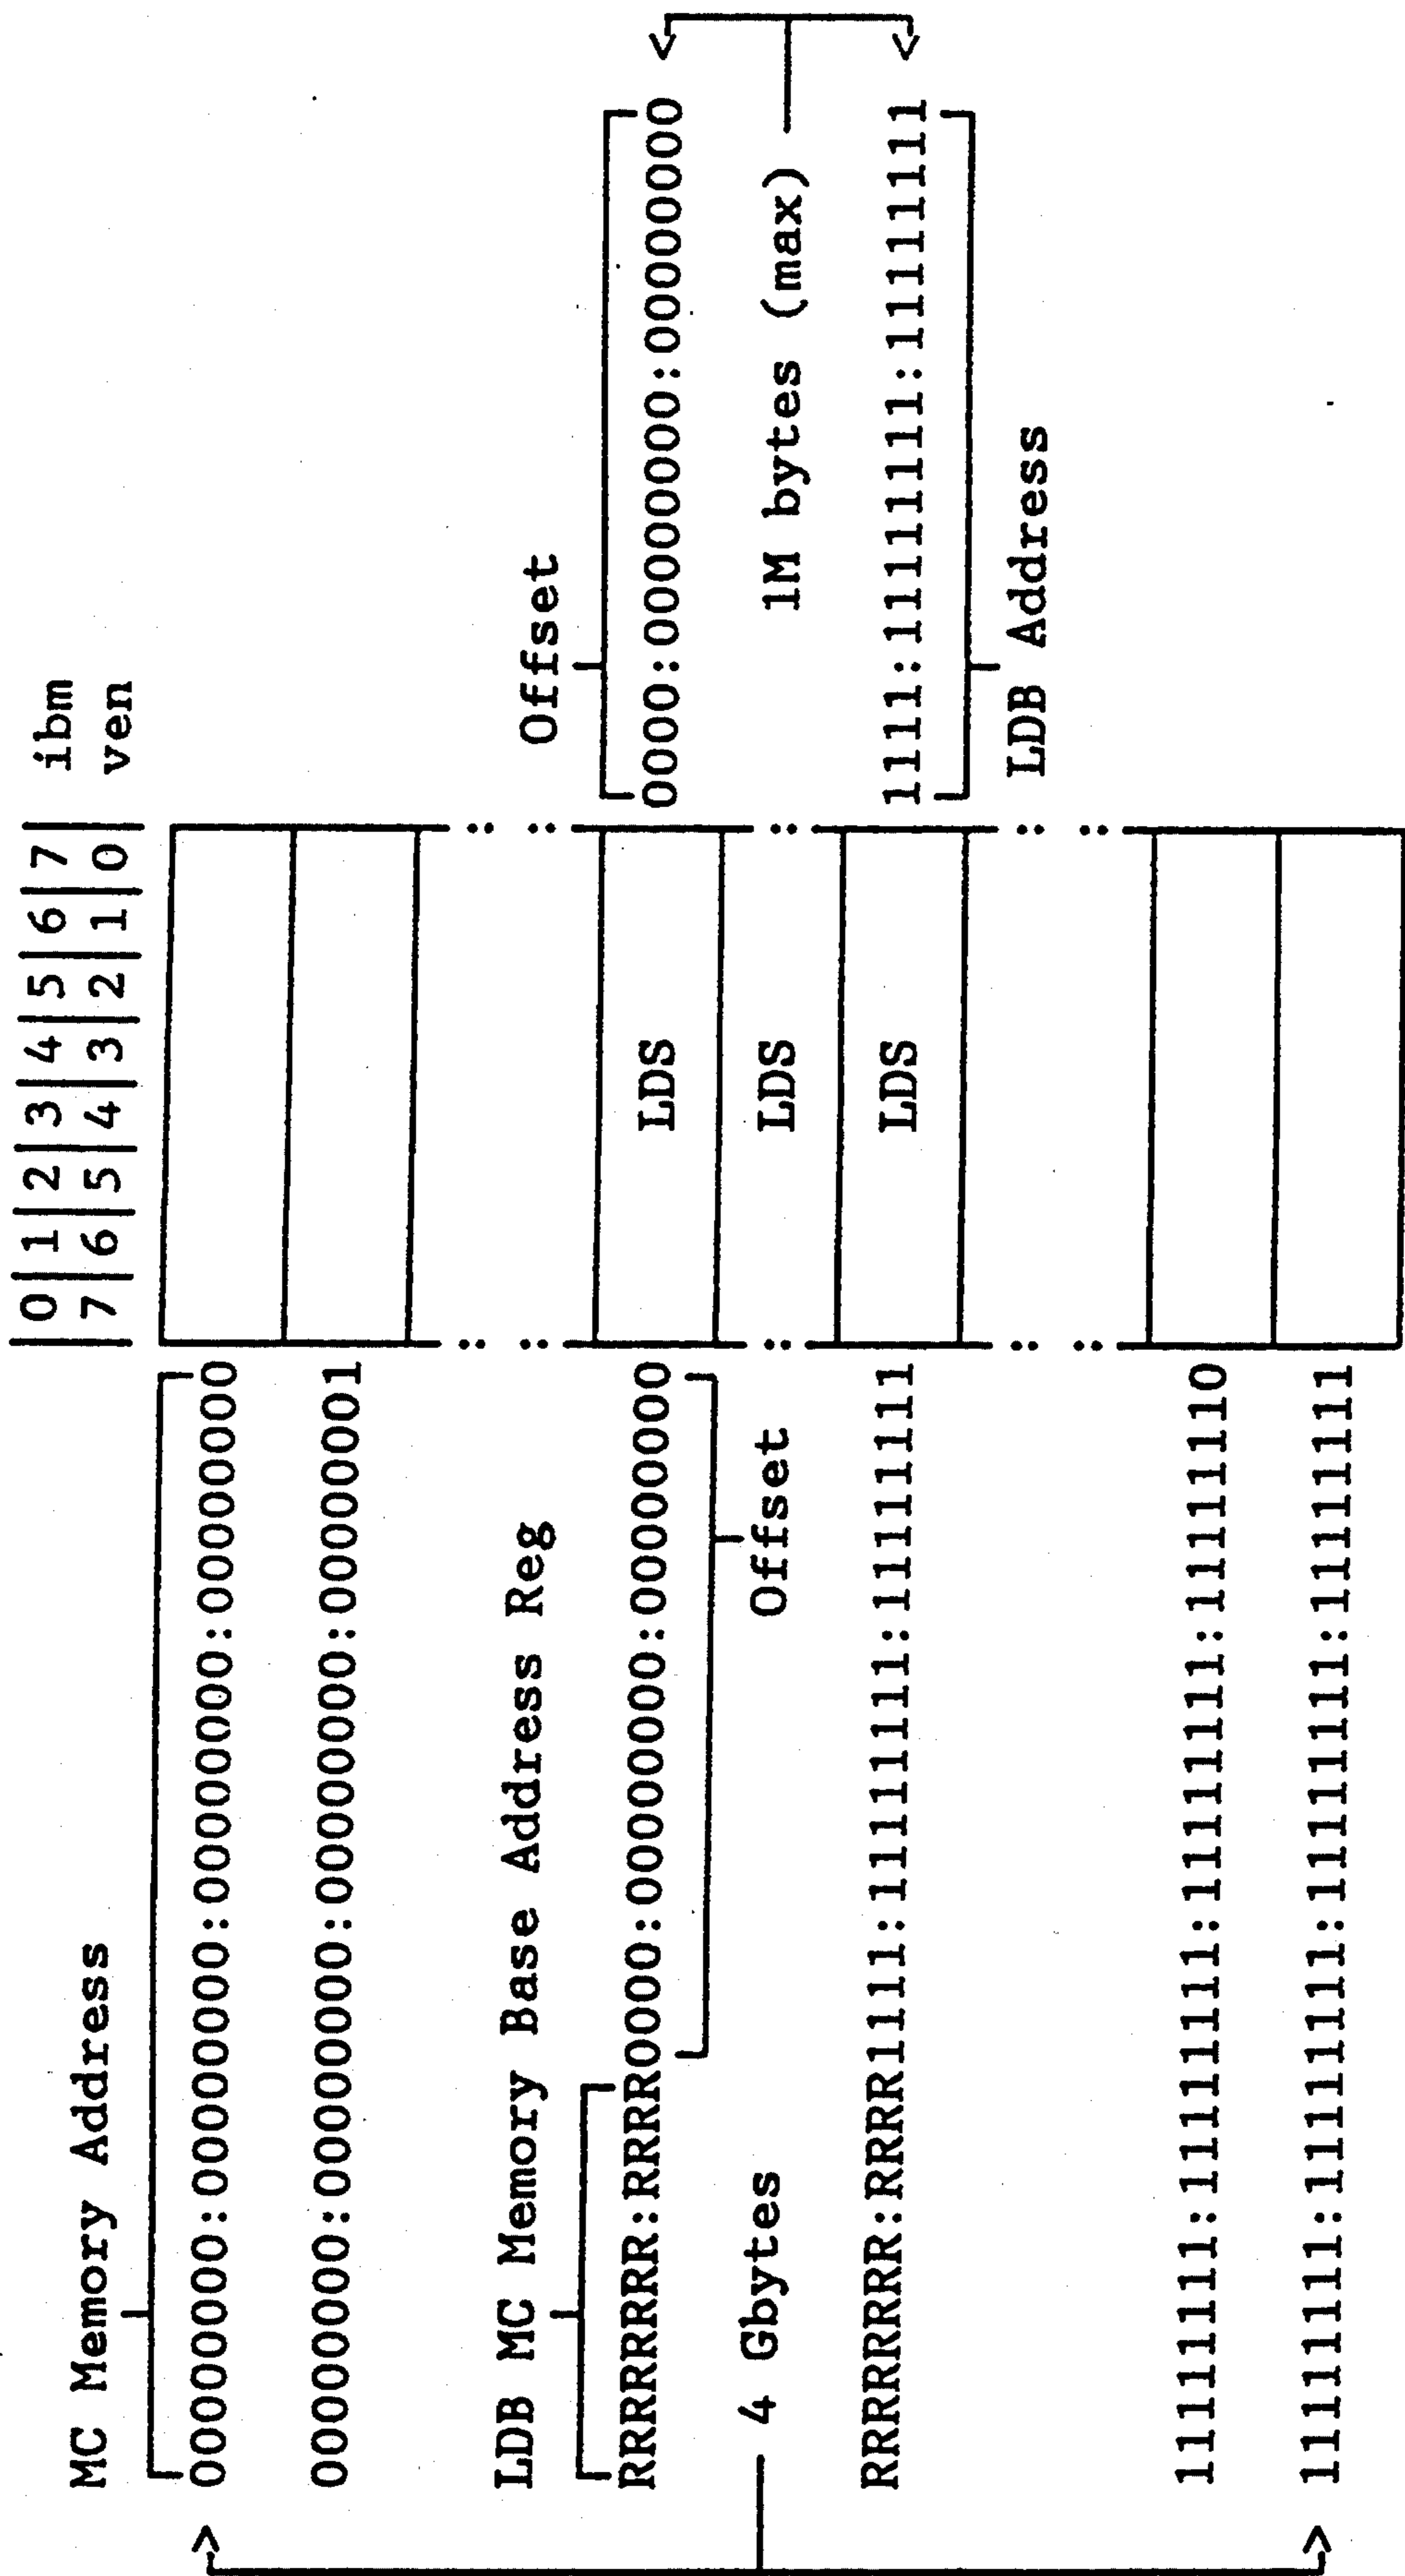 |0|1|2|3|4|5|6|7| ibm
|7|6|5|4|3|2|1|0| ven
MC Memory Address
00000000:00000000:00000000:00000000
00000000:00000000:00000000:00000001
LDB MC Memory Base Address Reg
Offset
RRRRRRRR:RRRR0000:00000000:00000000 LDS 0000:00000000:00000000
Offset
4 Gbytes
LDS
1M bytes (max)
RRRRRRRR:RRRR1111:11111111:11111111 LDS 1111:11111111:11111111
LDB Address
11111111:11111111:11111111:11111110
11111111:11111111:11111111:11111111